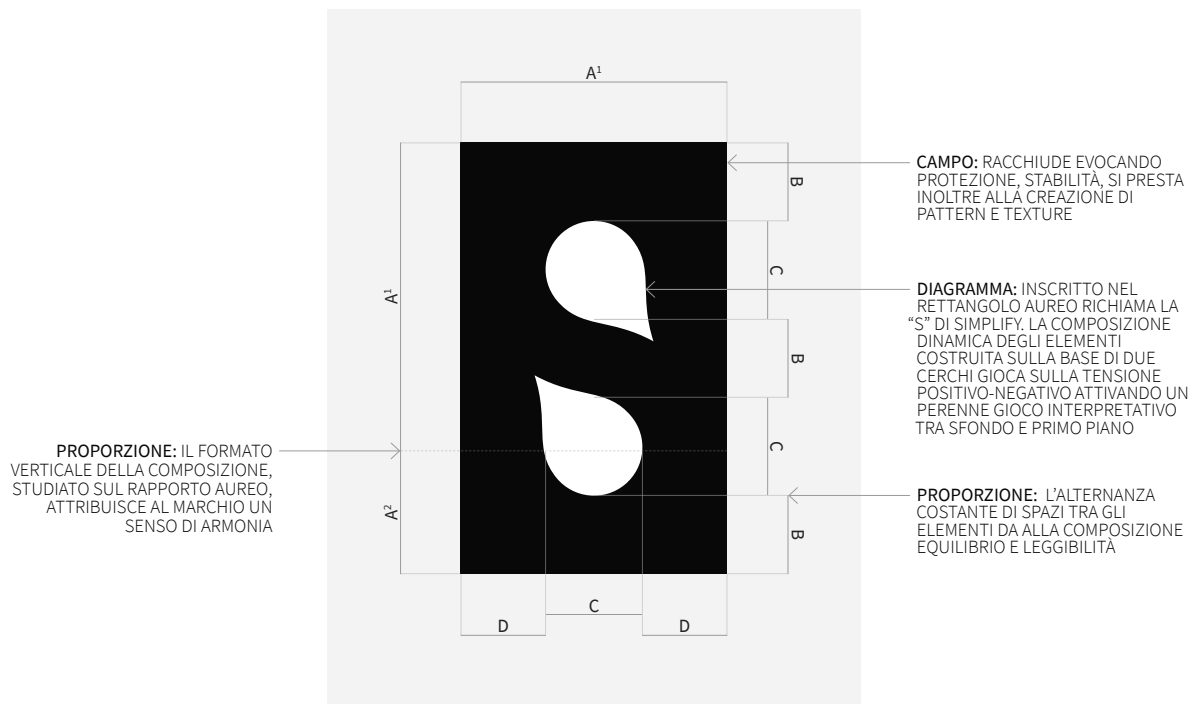 A¹
A¹
A²
B
C
B
C
B
D
C
D
CAMPO: RACCHIUDE EVOCANDO
PROTEZIONE, STABILITÀ, SI PRESTA
INOLTRE ALLA CREAZIONE DI
PATTERN E TEXTURE
DIAGRAMMA: INSCRITTO NEL
RETTANGOLO AUREO RICHIAMA LA
“S” DI SIMPLIFY. LA COMPOSIZIONE
DINAMICA DEGLI ELEMENTI
COSTRUITA SULLA BASE DI DUE
CERCHI GIOCA SULLA TENSIONE
POSITIVO-NEGATIVO ATTIVANDO UN
PERENNE GIOCO INTERPRETATIVO
TRA SFONDO E PRIMO PIANO
PROPORZIONE: IL FORMATO
VERTICALE DELLA COMPOSIZIONE,
STUDIATO SUL RAPPORTO AUREO,
ATTRIBUISCE AL MARCHIO UN
SENSO DI ARMONIA
PROPORZIONE: L’ALTERNANZA
COSTANTE DI SPAZI TRA GLI
ELEMENTI DA ALLA COMPOSIZIONE
EQUILIBRIO E LEGGIBILITÀ